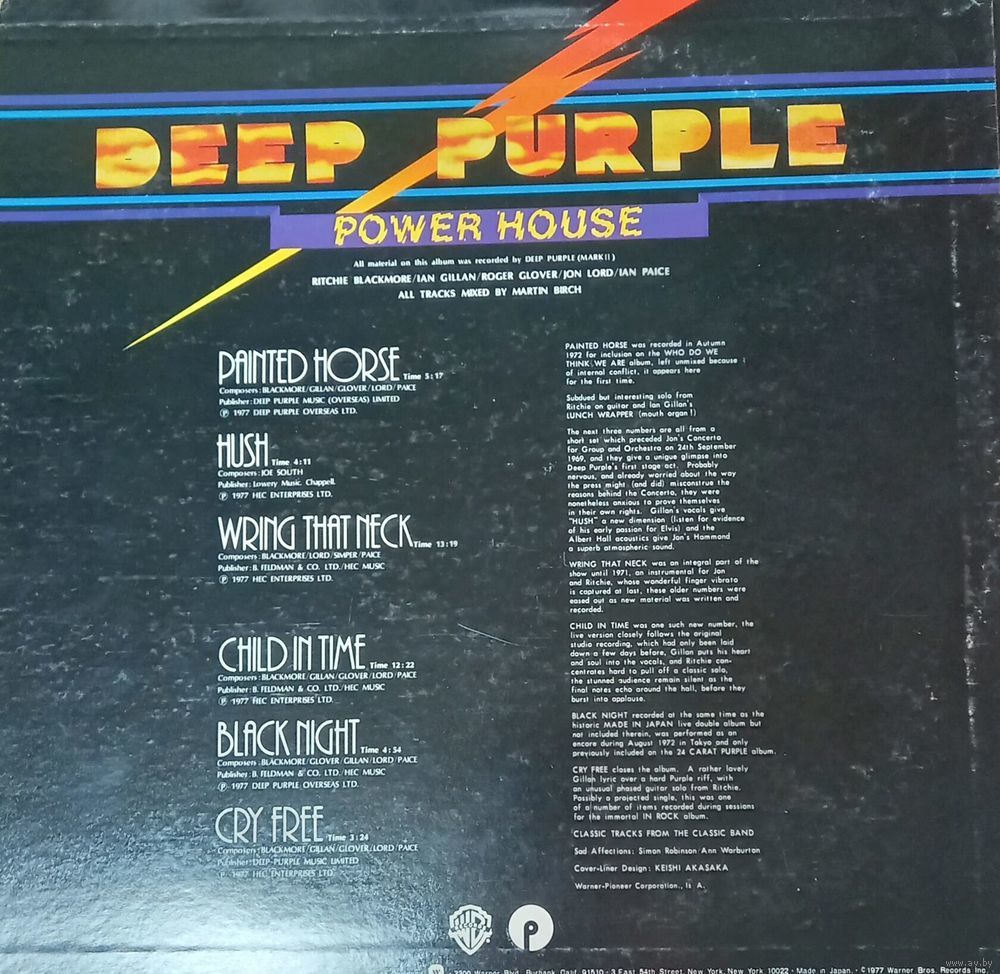 DEEP PURPLE
POWER HOUSE
All material on this album was recorded by DEEP PURPLE (MARK II)
RITCHIE BLACKMORE/IAN GILLAN/ROGER GLOVER/JON LORD/IAN PAICE
ALL TRACKS MIXED BY MARTIN BIRCH
PAINTED HORSE Time 5:17
Composers: BLACKMORE/GILLAN/GLOVER/LORD/PAICE
Publisher: DEEP PURPLE MUSIC (OVERSEAS) LIMITED
℗ 1977 DEEP PURPLE OVERSEAS LTD.
HUSH Time 4:11
Composers: JOE SOUTH
Publisher: Lowery Music. Chappell.
℗ 1977 HEC ENTERPRISES LTD.
WRING THAT NECK Time 13:19
Composers: BLACKMORE/LORD/SIMPER/PAICE
Publisher: B. FELDMAN & CO. LTD./HEC MUSIC
℗ 1977 HEC ENTERPRISES LTD.
CHILD IN TIME Time 12:22
Composers: BLACKMORE/GILLAN/GLOVER/LORD/PAICE
Publisher: B. FELDMAN & CO. LTD./HEC MUSIC
℗ 1977 HEC ENTERPRISES LTD.
BLACK NIGHT Time 4:54
Composers: BLACKMORE/GLOVER/GILLAN/LORD/PAICE
Publisher: B. FELDMAN & CO. LTD./HEC MUSIC
℗ 1977 DEEP PURPLE OVERSEAS LTD.
CRY FREE Time 3:24
Composers: BLACKMORE/GILLAN/GLOVER/LORD/PAICE
Publisher: DEEP PURPLE MUSIC LIMITED
℗ 1977 HEC ENTERPRISES LTD.
PAINTED HORSE was recorded in Autumn
1972 for inclusion on the WHO DO WE
THINK WE ARE album, left unmixed because
of internal conflict, it appears here
for the first time.
Subdued but interesting solo from
Ritchie on guitar and Ian Gillan's
LUNCH WRAPPER (mouth organ!)
The next three numbers are all from a
short set which preceded Jon's Concerto
for Group and Orchestra on 24th September
1969, and they give a unique glimpse into
Deep Purple's first stage act. Probably
nervous, and already worried about the way
the press might (and did) misconstrue the
reasons behind the Concerto, they were
nonetheless anxious to prove themselves
in their own rights. Gillan's vocals give
"HUSH" a new dimension (listen for evidence
of his early passion for Elvis) and the
Albert Hall acoustics give Jon's Hammond
a superb atmospheric sound.
WRING THAT NECK was an integral part of the
show until 1971, an instrumental for Jon
and Ritchie, whose wonderful finger vibrato
is captured at last, these older numbers were
eased out as new material was written and
recorded.
CHILD IN TIME was one such new number, the
live version closely follows the original
studio recording, which had only been laid
down a few days before, Gillan puts his heart
and soul into the vocals, and Ritchie con-
centrates hard to pull off a classic solo,
the stunned audience remain silent as the
final notes echo around the hall, before they
burst into applause.
BLACK NIGHT recorded at the same time as the
historic MADE IN JAPAN live double album but
not included therein, was performed as an
encore during August 1972 in Tokyo and only
previously included on the 24 CARAT PURPLE album.
CRY FREE closes the album. A rather lovely
Gillan lyric over a hard Purple riff, with
an unusual phased guitar solo from Ritchie.
Possibly a projected single, this was one
of a number of items recorded during sessions
for the immortal IN ROCK album.
CLASSIC TRACKS FROM THE CLASSIC BAND
Sad Affections: Simon Robinson/Ann Warburton
Cover-Liner Design: KEISHI AKASAKA
Warner-Pioneer Corporation.,
RECORDS
P
W
3300 Warner Blvd. Burbank, Calif. 91510 · 3 East 54th Street, New York, New York 10022 · Made in Japan. · ©1977 Warner Bros. Records Inc.
www.ay.by